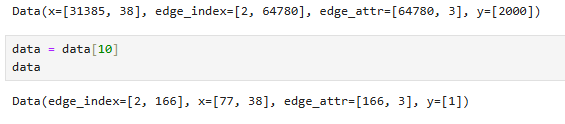 Data(x=[31385, 38], edge_index=[2, 64780], edge_attr=[64780, 3], y=[2000])
data = data[10]
data
Data(edge_index=[2, 166], x=[77, 38], edge_attr=[166, 3], y=[1])